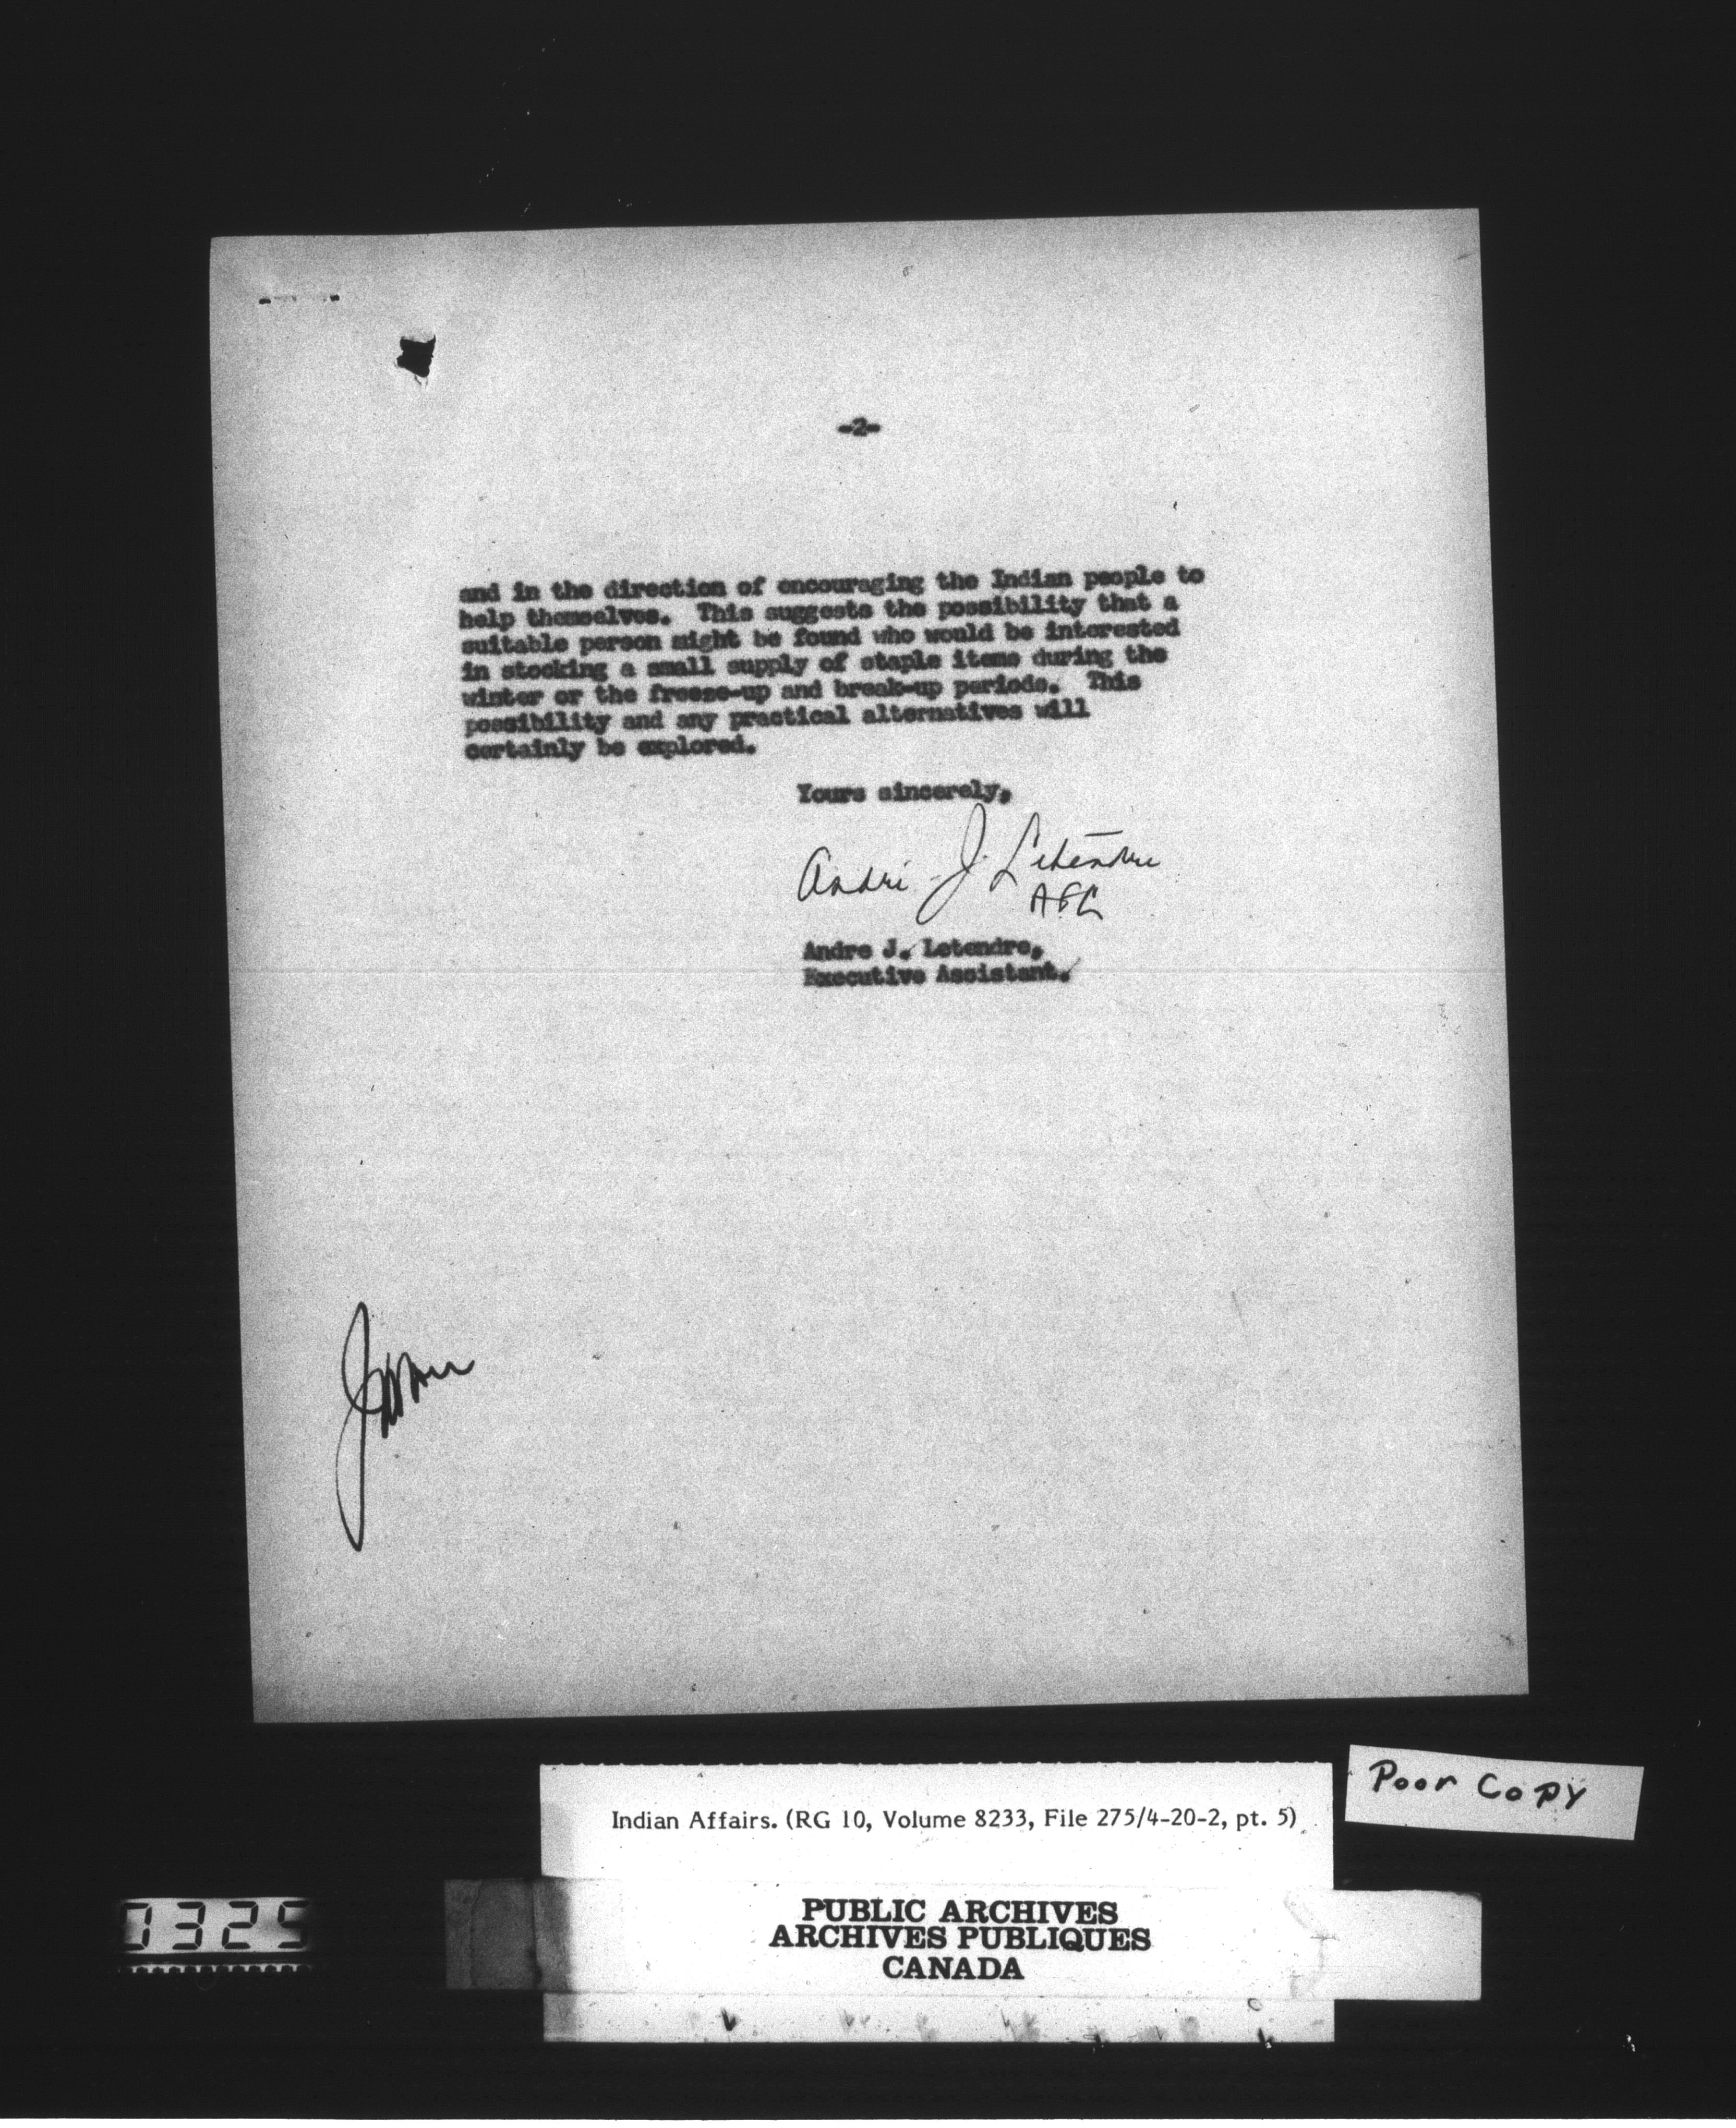 -2-
and in the direction of encouraging the Indian people to
help themselves. This suggests the possibility that a
suitable person might be found who would be interested
in stocking a small supply of staple items during the
winter or the freeze-up and break-up periods. This
possibility and any practical alternatives will
certainly be explored.
Yours sincerely,
Andre J. Letendre
Andre J. Letendre,
Executive Assistant.
Poor Copy
Indian Affairs. (RG 10, Volume 8233, File 275/4-20-2, pt. 5)
PUBLIC ARCHIVES
ARCHIVES PUBLIQUES
CANADA